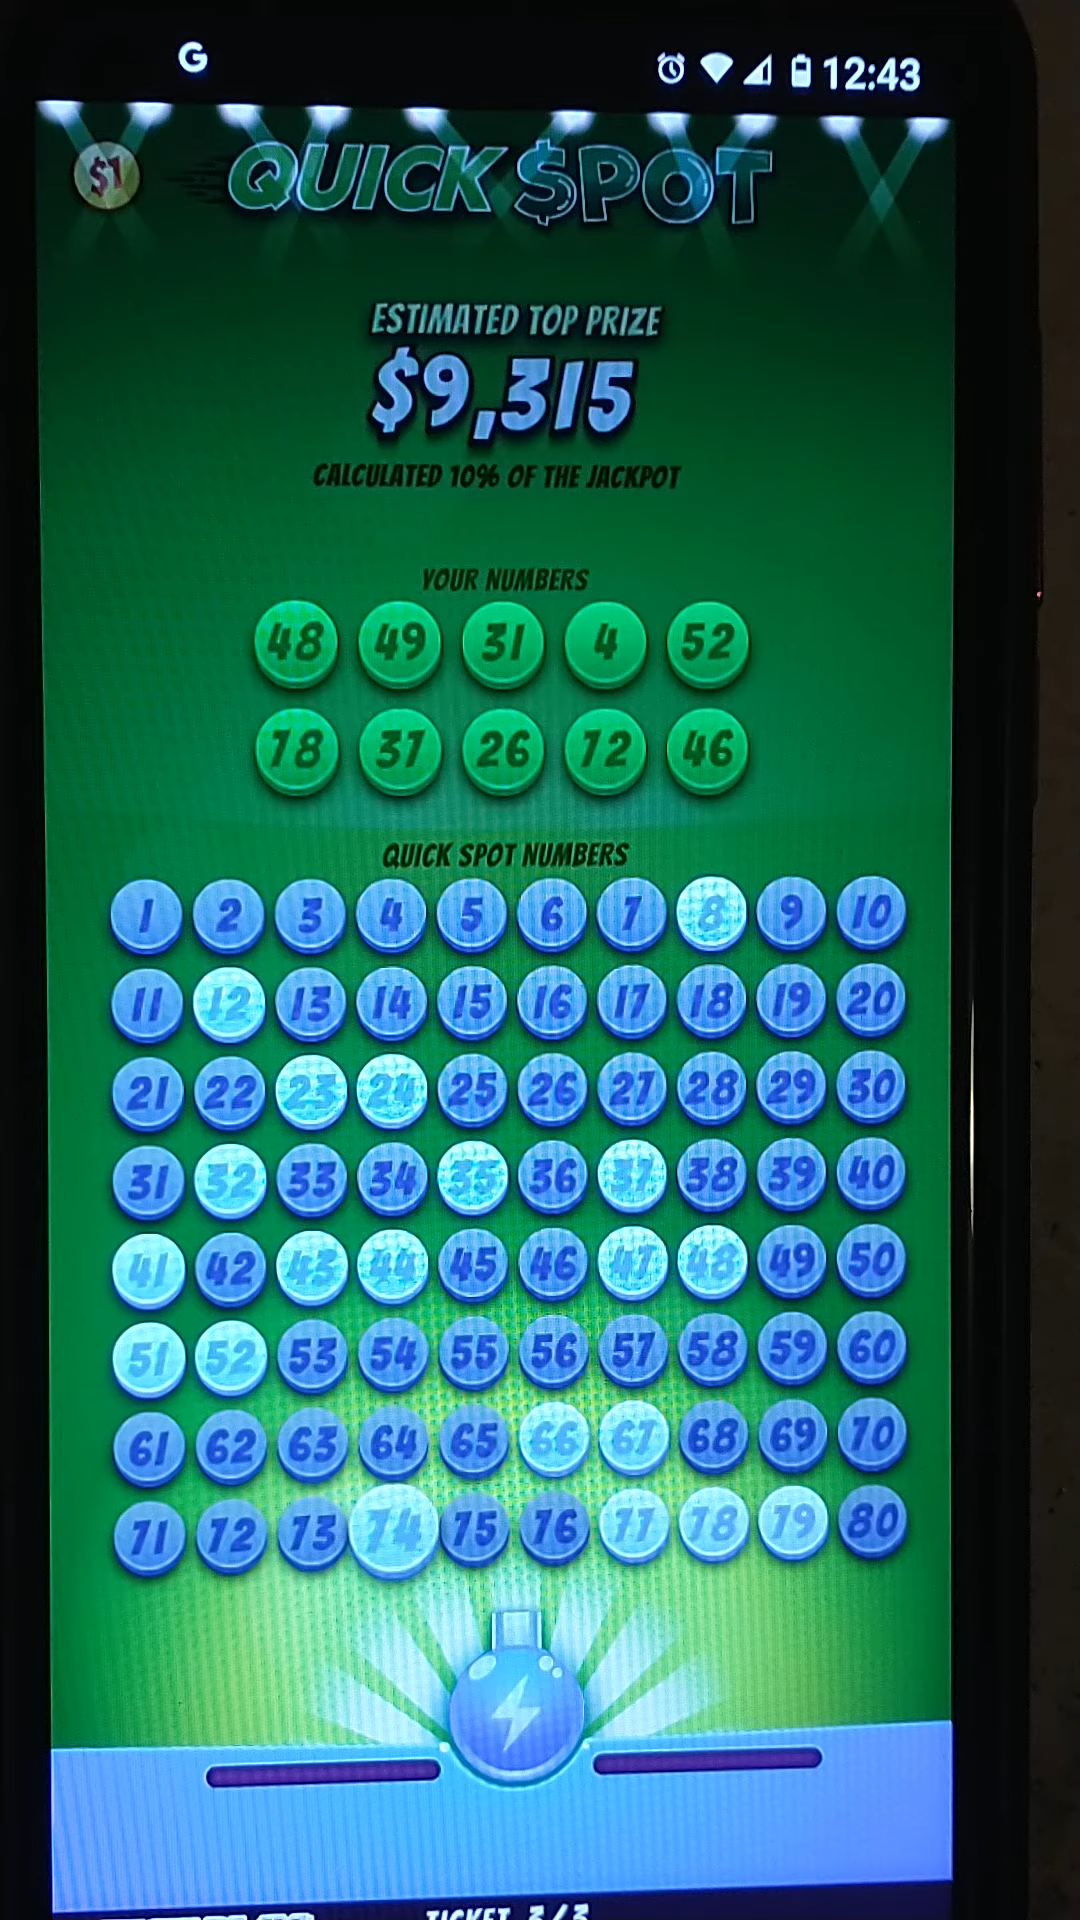 G 12:43
$1 QUICK $POT
ESTIMATED TOP PRIZE
$9,315
CALCULATED 10% OF THE JACKPOT
YOUR NUMBERS
48 49 31 4 52
78 37 26 72 46
QUICK SPOT NUMBERS
1 2 3 4 5 6 7 8 9 10
11 12 13 14 15 16 17 18 19 20
21 22 23 24 25 26 27 28 29 30
31 32 33 34 35 36 37 38 39 40
41 42 43 44 45 46 47 48 49 50
51 52 53 54 55 56 57 58 59 60
61 62 63 64 65 66 67 68 69 70
71 72 73 74 75 76 77 78 79 80
TICKET 3/3